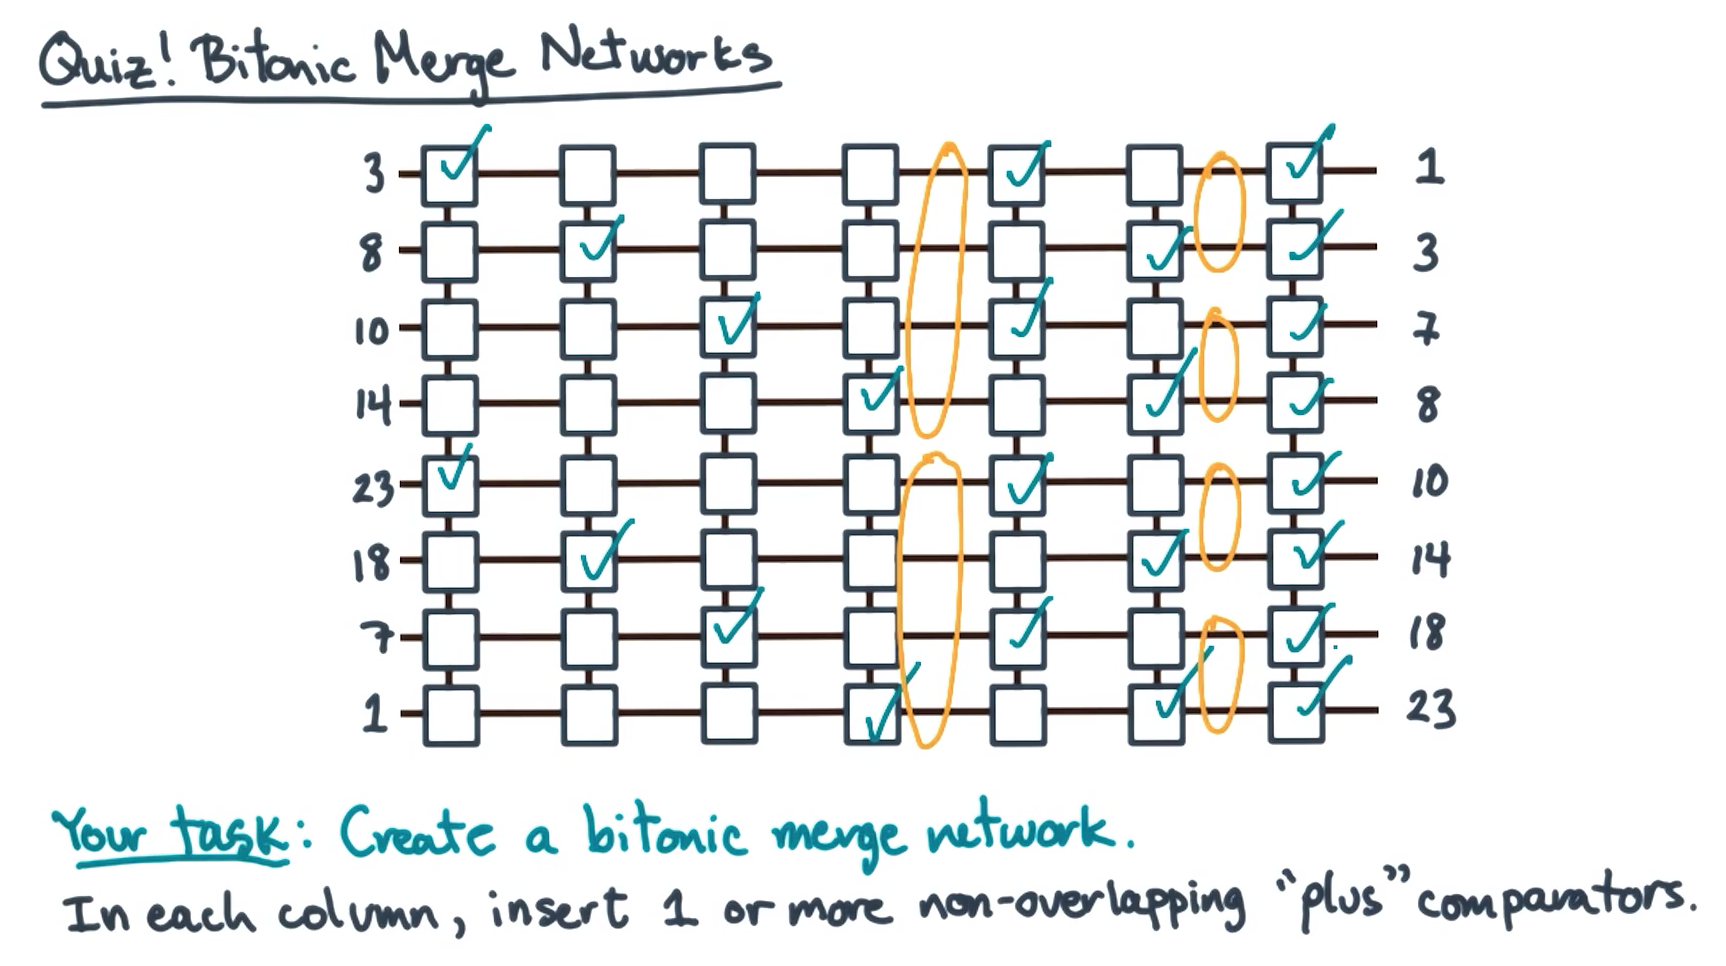 Quiz! Bitonic Merge Networks
3 1
8 3
10 7
14 8
23 10
18 14
7 18
1 23
Your task: Create a bitonic merge network.
In each column, insert 1 or more non-overlapping "plus" comparators.